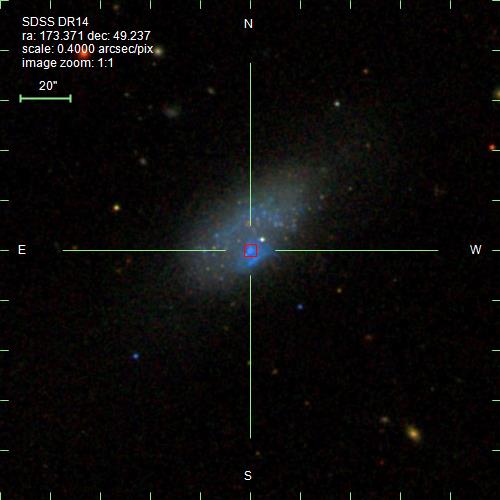 SDSS DR14
ra: 173.371 dec: 49.237
scale: 0.4000 arcsec/pix
image zoom: 1:1
20"
N
E
W
S